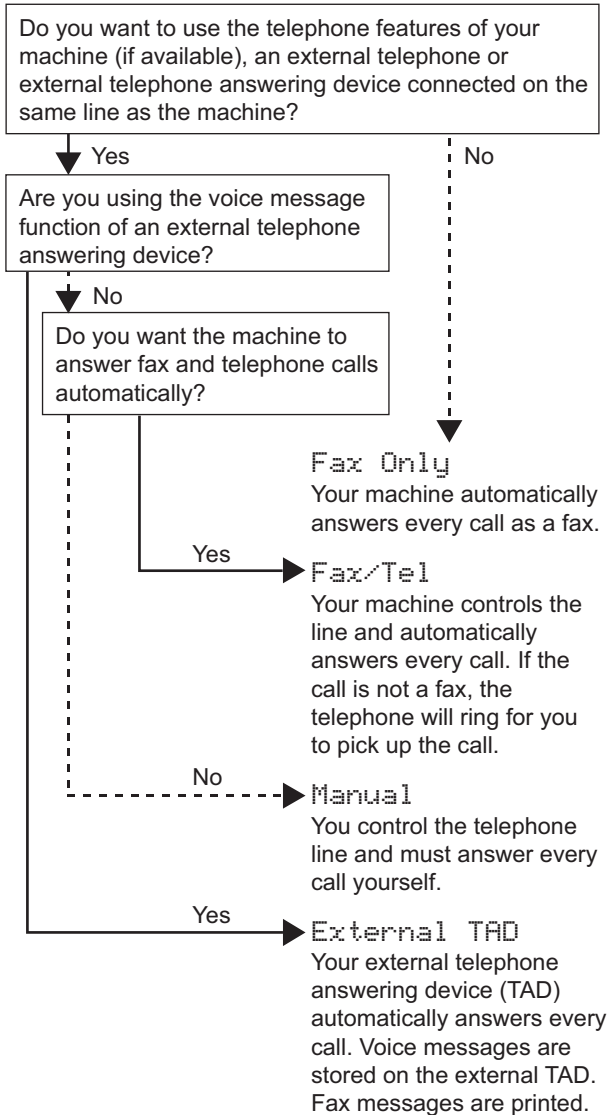 Do you want to use the telephone features of your
machine (if available), an external telephone or
external telephone answering device connected on the
same line as the machine?
Yes
No
Are you using the voice message
function of an external telephone
answering device?
No
Do you want the machine to
answer fax and telephone calls
automatically?
Fax Only
Your machine automatically
answers every call as a fax.
Yes
Fax/Tel
Your machine controls the
line and automatically
answers every call. If the
call is not a fax, the
telephone will ring for you
to pick up the call.
No
Manual
You control the telephone
line and must answer every
call yourself.
Yes
External TAD
Your external telephone
answering device (TAD)
automatically answers every
call. Voice messages are
stored on the external TAD.
Fax messages are printed.